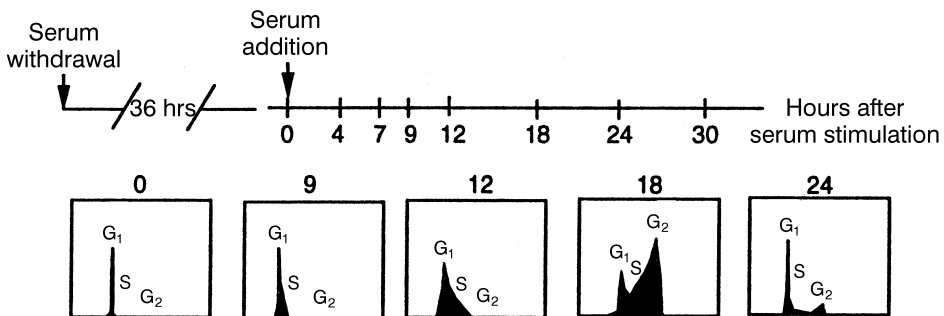 Serum
withdrawal
Serum
addition
36 hrs
0 4 7 9 12 18 24 30
Hours after
serum stimulation
0 9 12 18 24
G₁ S G₂
G₁ S G₂
G₁ S G₂
G₁ S G₂
G₁ S G₂